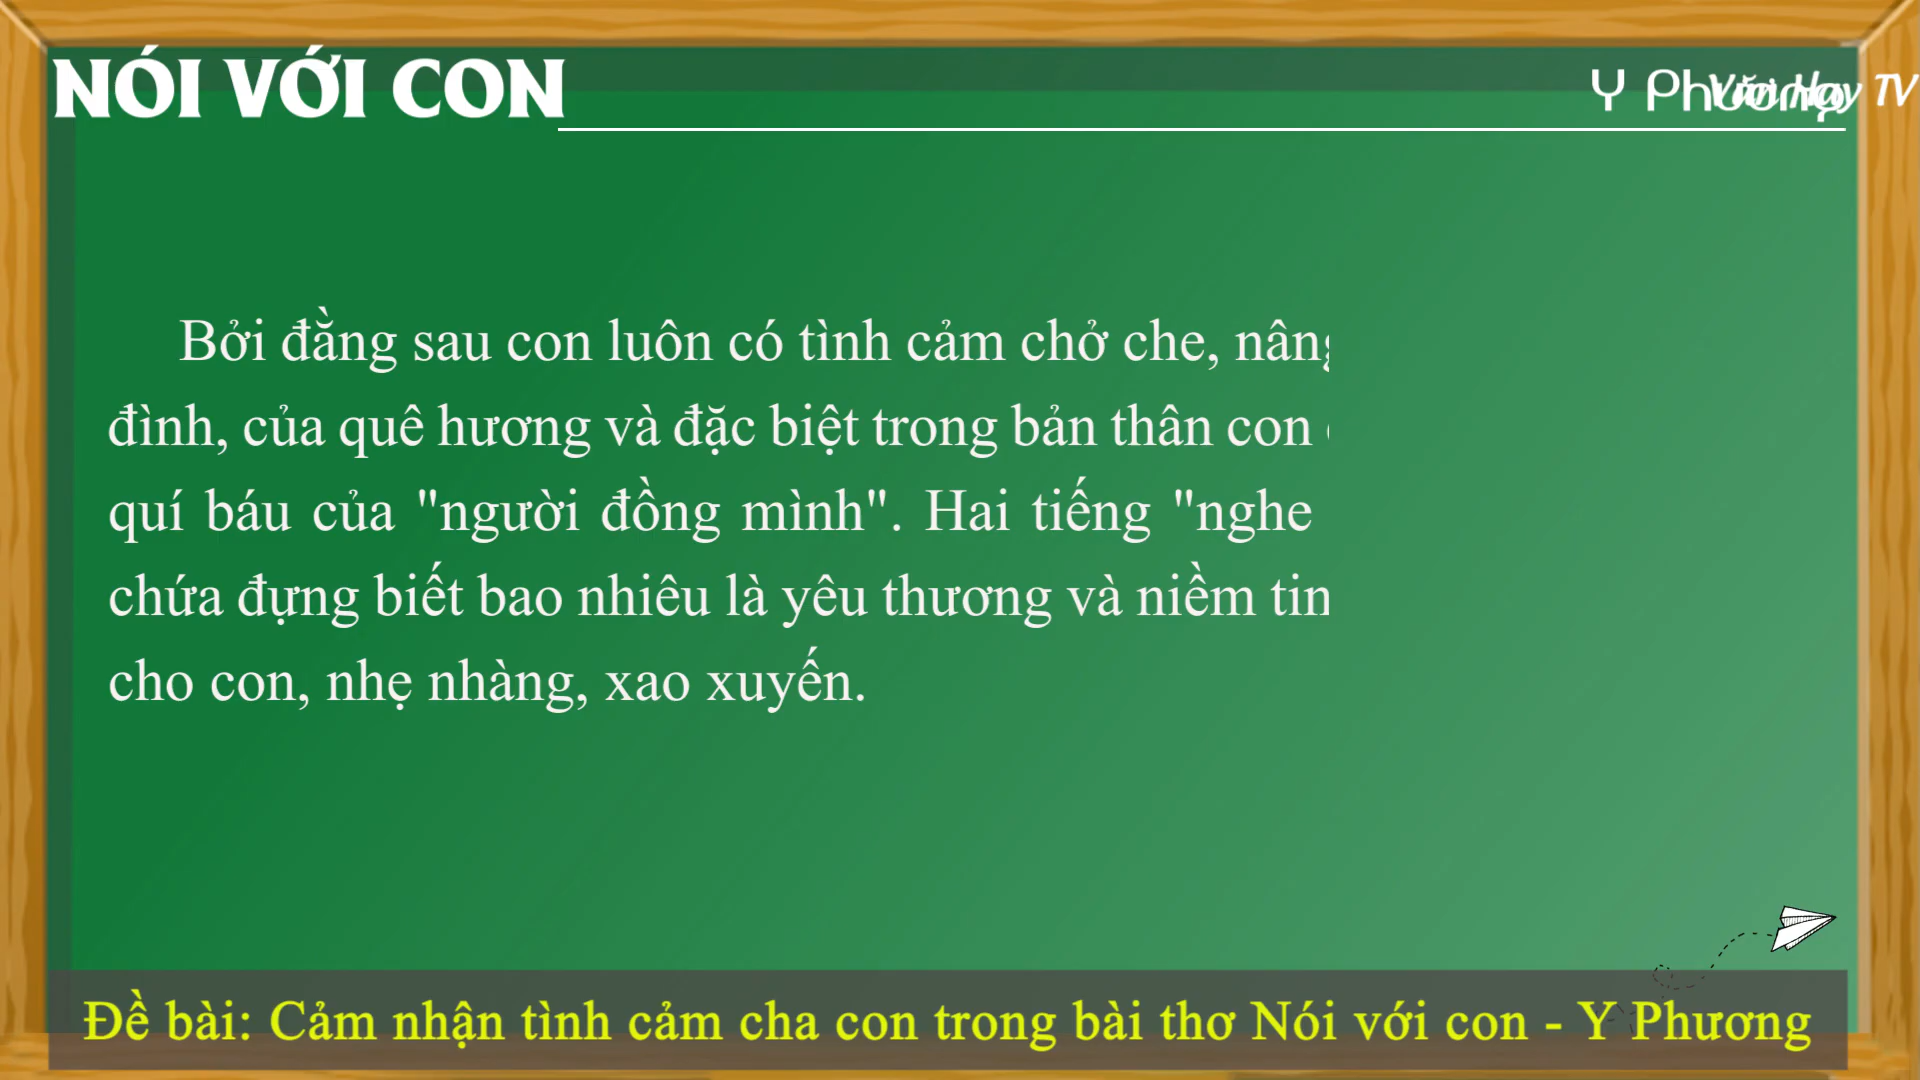 NÓI VỚI CON
Y Phương
Văn Hay TV
Bởi đằng sau con luôn có tình cảm chở che,
đình, của quê hương và đặc biệt trong bản thân con
quí báu của "người đồng mình". Hai tiếng "nghe
chứa đựng biết bao nhiêu là yêu thương và niềm tin
cho con, nhẹ nhàng, xao xuyến.
Đề bài: Cảm nhận tình cảm cha con trong bài thơ Nói với con - Y Phương